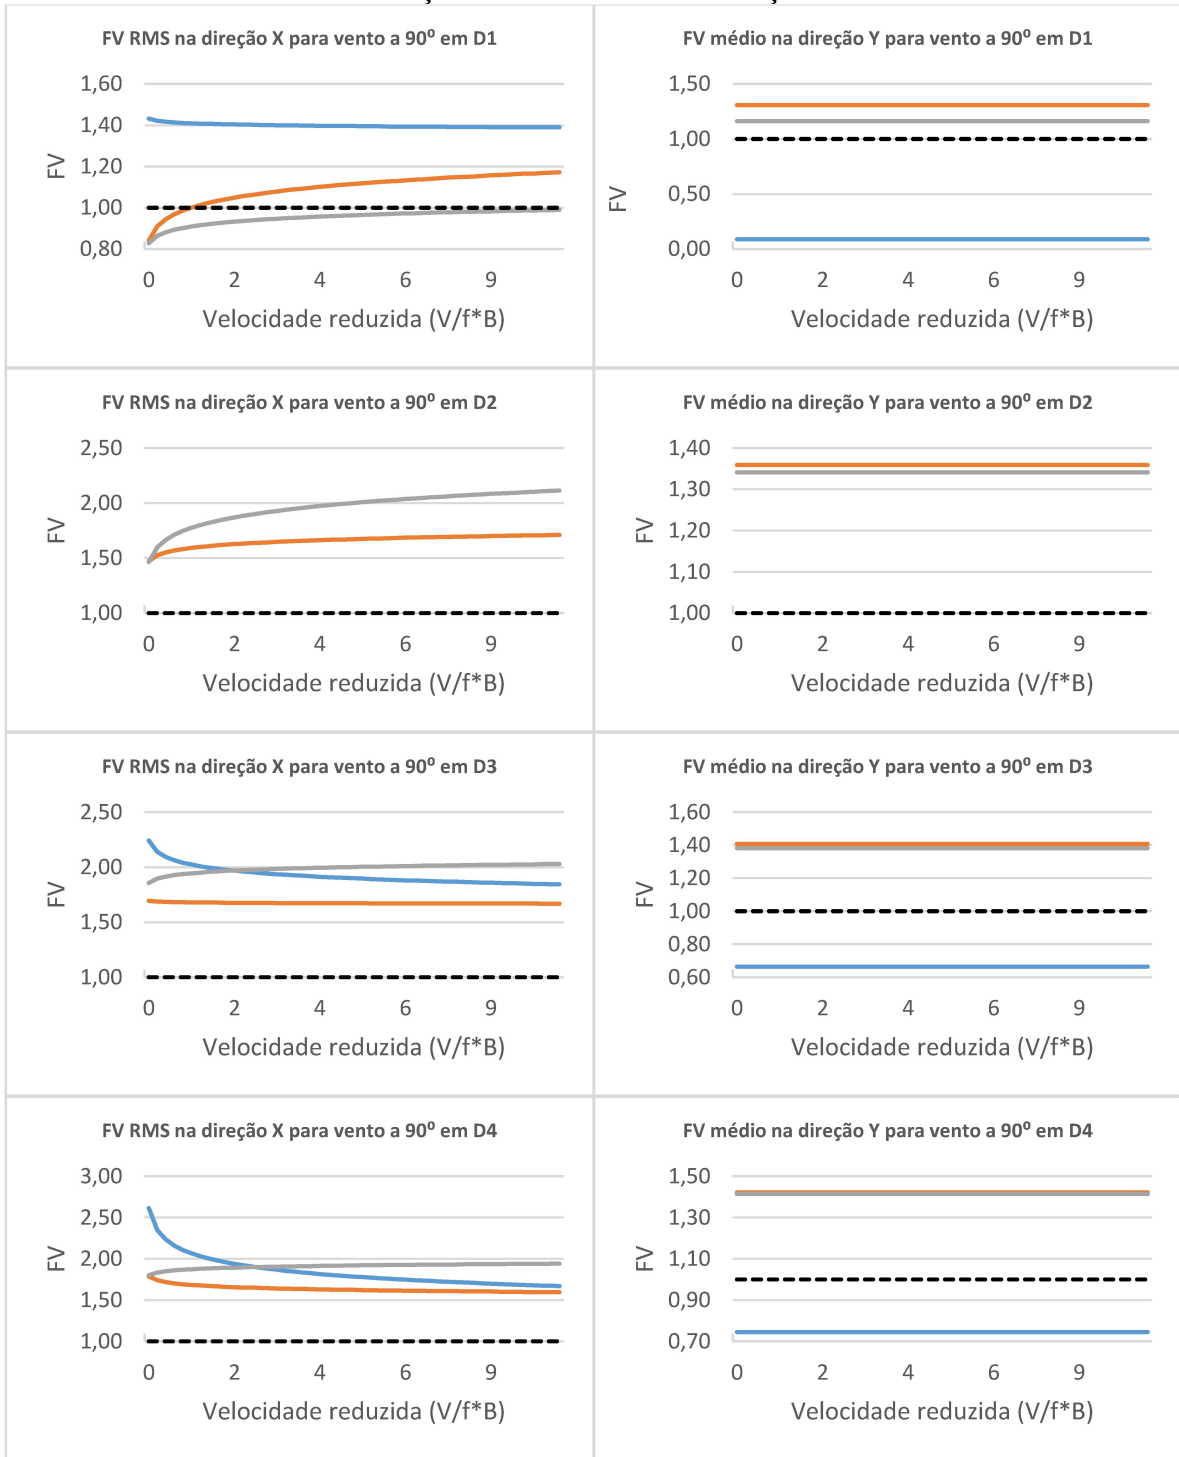 FV RMS na direção X para vento a 90º em D1
1,60
1,40
1,20
1,00
0,80
FV
0 2 4 6 9
Velocidade reduzida (V/f*B)
FV médio na direção Y para vento a 90º em D1
1,50
1,00
0,50
0,00
FV
0 2 4 6 9
Velocidade reduzida (V/f*B)
FV RMS na direção X para vento a 90º em D2
2,50
2,00
1,50
1,00
FV
0 2 4 6 9
Velocidade reduzida (V/f*B)
FV médio na direção Y para vento a 90º em D2
1,40
1,30
1,20
1,10
1,00
FV
0 2 4 6 9
Velocidade reduzida (V/f*B)
FV RMS na direção X para vento a 90º em D3
2,50
2,00
1,50
1,00
FV
0 2 4 6 9
Velocidade reduzida (V/f*B)
FV médio na direção Y para vento a 90º em D3
1,60
1,40
1,20
1,00
0,80
0,60
FV
0 2 4 6 9
Velocidade reduzida (V/f*B)
FV RMS na direção X para vento a 90º em D4
3,00
2,50
2,00
1,50
1,00
FV
0 2 4 6 9
Velocidade reduzida (V/f*B)
FV médio na direção Y para vento a 90º em D4
1,50
1,30
1,10
0,90
0,70
FV
0 2 4 6 9
Velocidade reduzida (V/f*B)